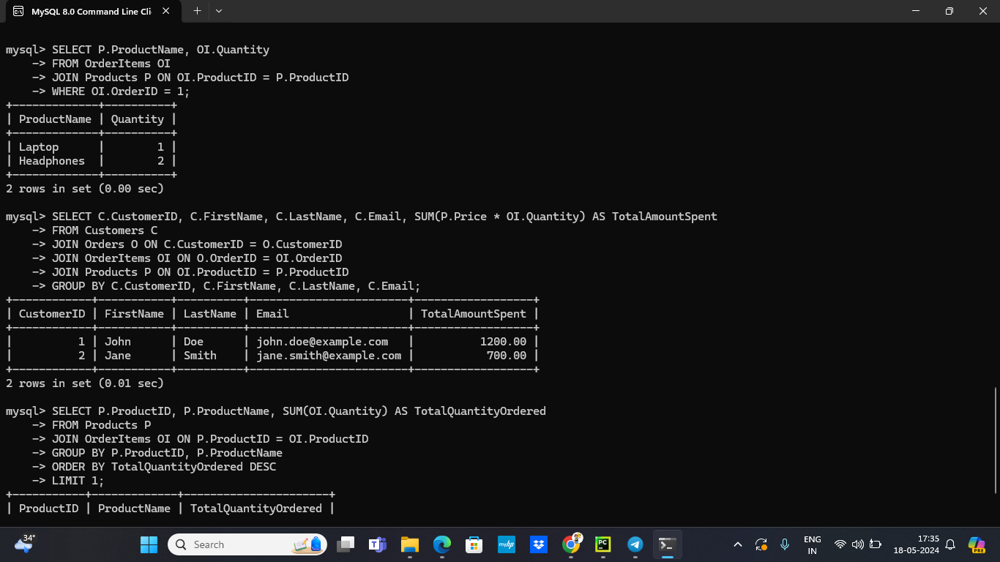 MySQL 8.0 Command Line Cli
mysql> SELECT P.ProductName, OI.Quantity
    -> FROM OrderItems OI
    -> JOIN Products P ON OI.ProductID = P.ProductID
    -> WHERE OI.OrderID = 1;
+-------------+----------+
| ProductName | Quantity |
+-------------+----------+
| Laptop      |        1 |
| Headphones  |        2 |
+-------------+----------+
2 rows in set (0.00 sec)
mysql> SELECT C.CustomerID, C.FirstName, C.LastName, C.Email, SUM(P.Price * OI.Quantity) AS TotalAmountSpent
    -> FROM Customers C
    -> JOIN Orders O ON C.CustomerID = O.CustomerID
    -> JOIN OrderItems OI ON O.OrderID = OI.OrderID
    -> JOIN Products P ON OI.ProductID = P.ProductID
    -> GROUP BY C.CustomerID, C.FirstName, C.LastName, C.Email;
+------------+-----------+----------+------------------------+------------------+
| CustomerID | FirstName | LastName | Email                  | TotalAmountSpent |
+------------+-----------+----------+------------------------+------------------+
|          1 | John      | Doe      | john.doe@example.com   |          1200.00 |
|          2 | Jane      | Smith    | jane.smith@example.com |           700.00 |
+------------+-----------+----------+------------------------+------------------+
2 rows in set (0.01 sec)
mysql> SELECT P.ProductID, P.ProductName, SUM(OI.Quantity) AS TotalQuantityOrdered
    -> FROM Products P
    -> JOIN OrderItems OI ON P.ProductID = OI.ProductID
    -> GROUP BY P.ProductID, P.ProductName
    -> ORDER BY TotalQuantityOrdered DESC
    -> LIMIT 1;
+-----------+-------------+----------------------+
| ProductID | ProductName | TotalQuantityOrdered |
34°
Search
myhp
PC
ENG
IN
17:35
18-05-2024
PRE